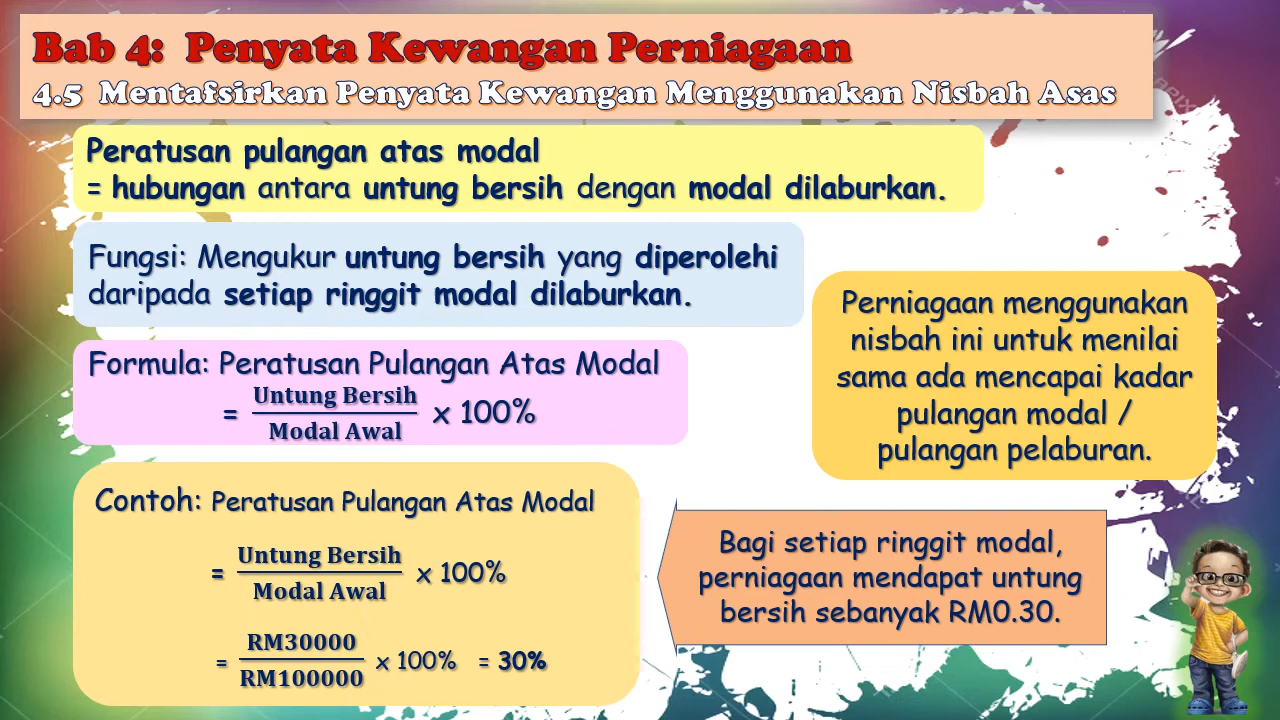 Bab 4: Penyata Kewangan Perniagaan
4.5 Mentafsirkan Penyata Kewangan Menggunakan Nisbah Asas
Peratusan pulangan atas modal
= hubungan antara untung bersih dengan modal dilaburkan.
Fungsi: Mengukur untung bersih yang diperolehi
daripada setiap ringgit modal dilaburkan.
Formula: Peratusan Pulangan Atas Modal
= Untung Bersih / Modal Awal x 100%
Perniagaan menggunakan
nisbah ini untuk menilai
sama ada mencapai kadar
pulangan modal /
pulangan pelaburan.
Contoh: Peratusan Pulangan Atas Modal
= Untung Bersih / Modal Awal x 100%
= RM30000 / RM100000 x 100% = 30%
Bagi setiap ringgit modal,
perniagaan mendapat untung
bersih sebanyak RM0.30.